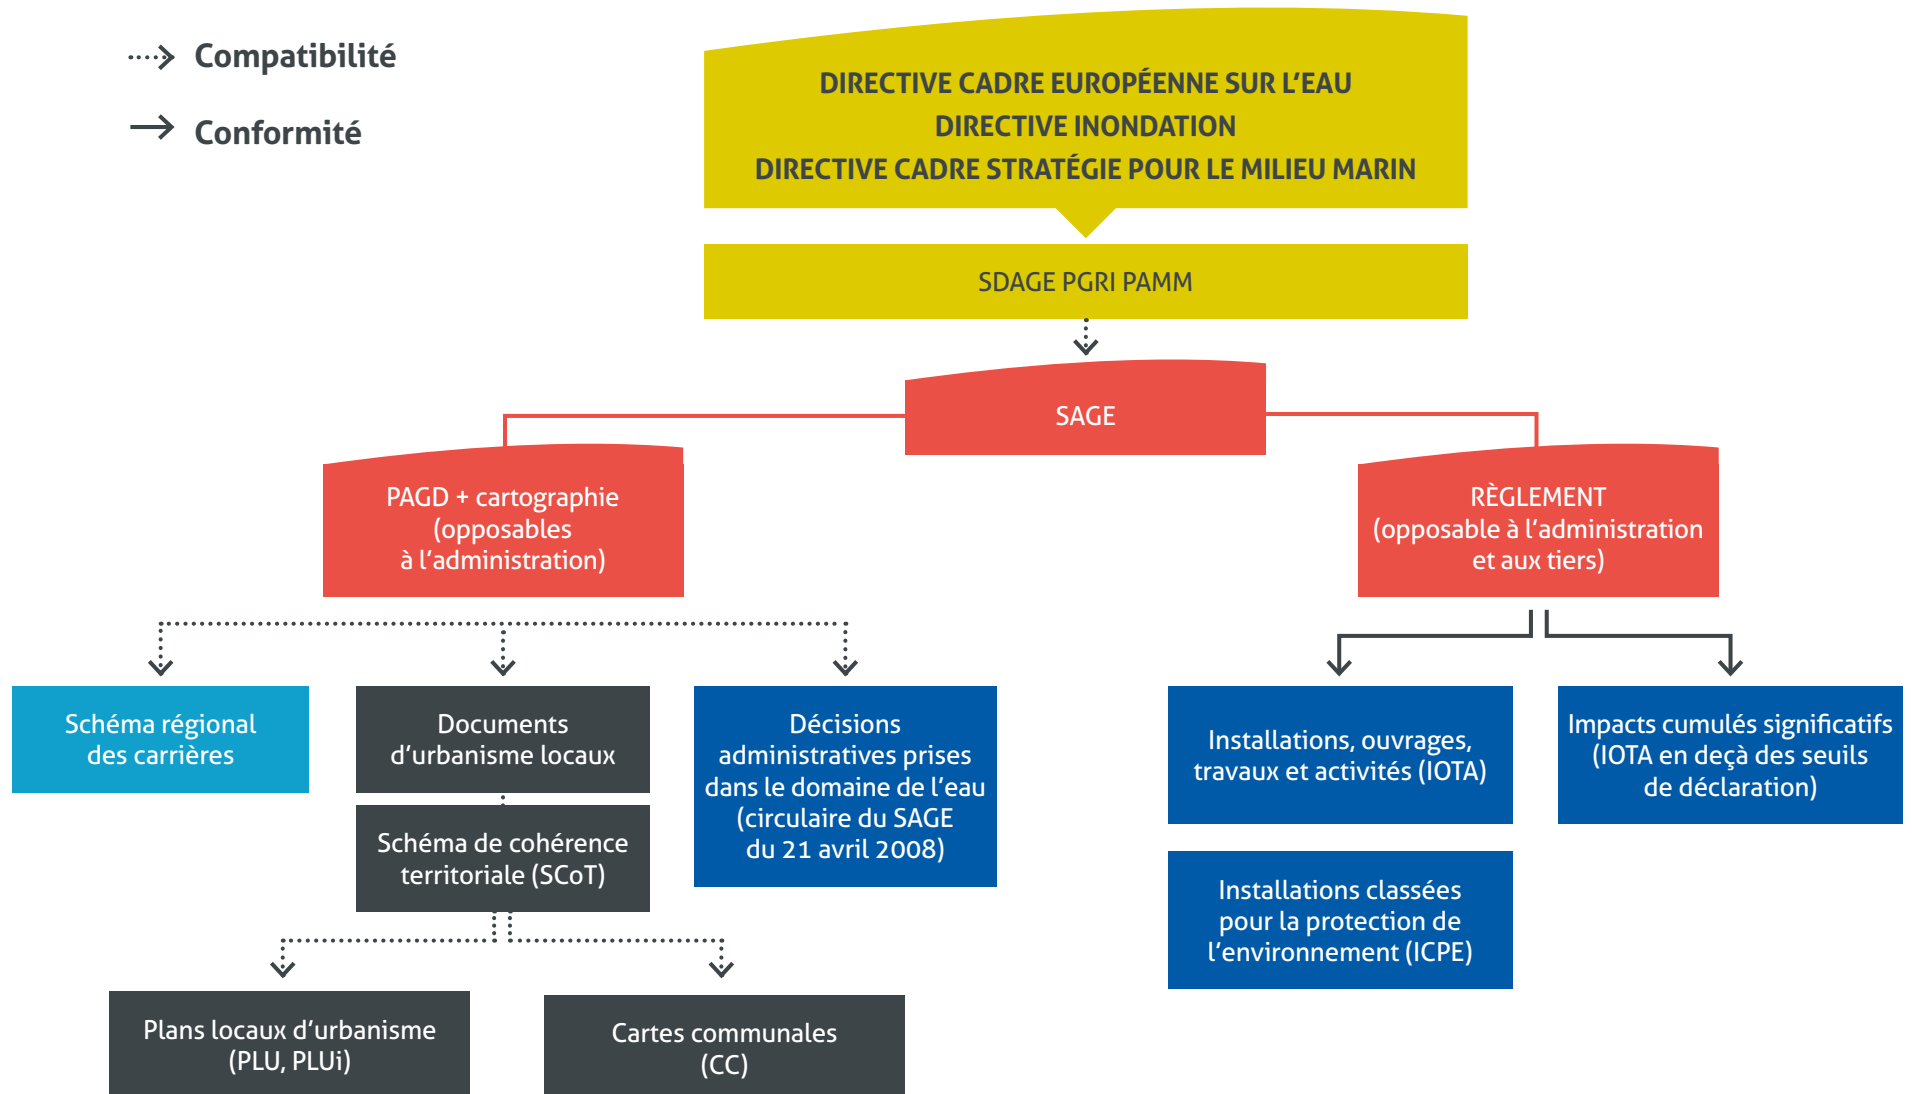 Compatibilité
Conformité
DIRECTIVE CADRE EUROPÉENNE SUR L’EAU
DIRECTIVE INONDATION
DIRECTIVE CADRE STRATÉGIE POUR LE MILIEU MARIN
SDAGE PGRI PAMM
SAGE
PAGD + cartographie
(opposables
à l’administration)
RÈGLEMENT
(opposable à l’administration
et aux tiers)
Schéma régional
des carrières
Documents
d’urbanisme locaux
Schéma de cohérence
territoriale (SCoT)
Décisions
administratives prises
dans le domaine de l’eau
(circulaire du SAGE
du 21 avril 2008)
Installations, ouvrages,
travaux et activités (IOTA)
Impacts cumulés significatifs
(IOTA en deçà des seuils
de déclaration)
Installations classées
pour la protection de
l’environnement (ICPE)
Plans locaux d’urbanisme
(PLU, PLUi)
Cartes communales
(CC)